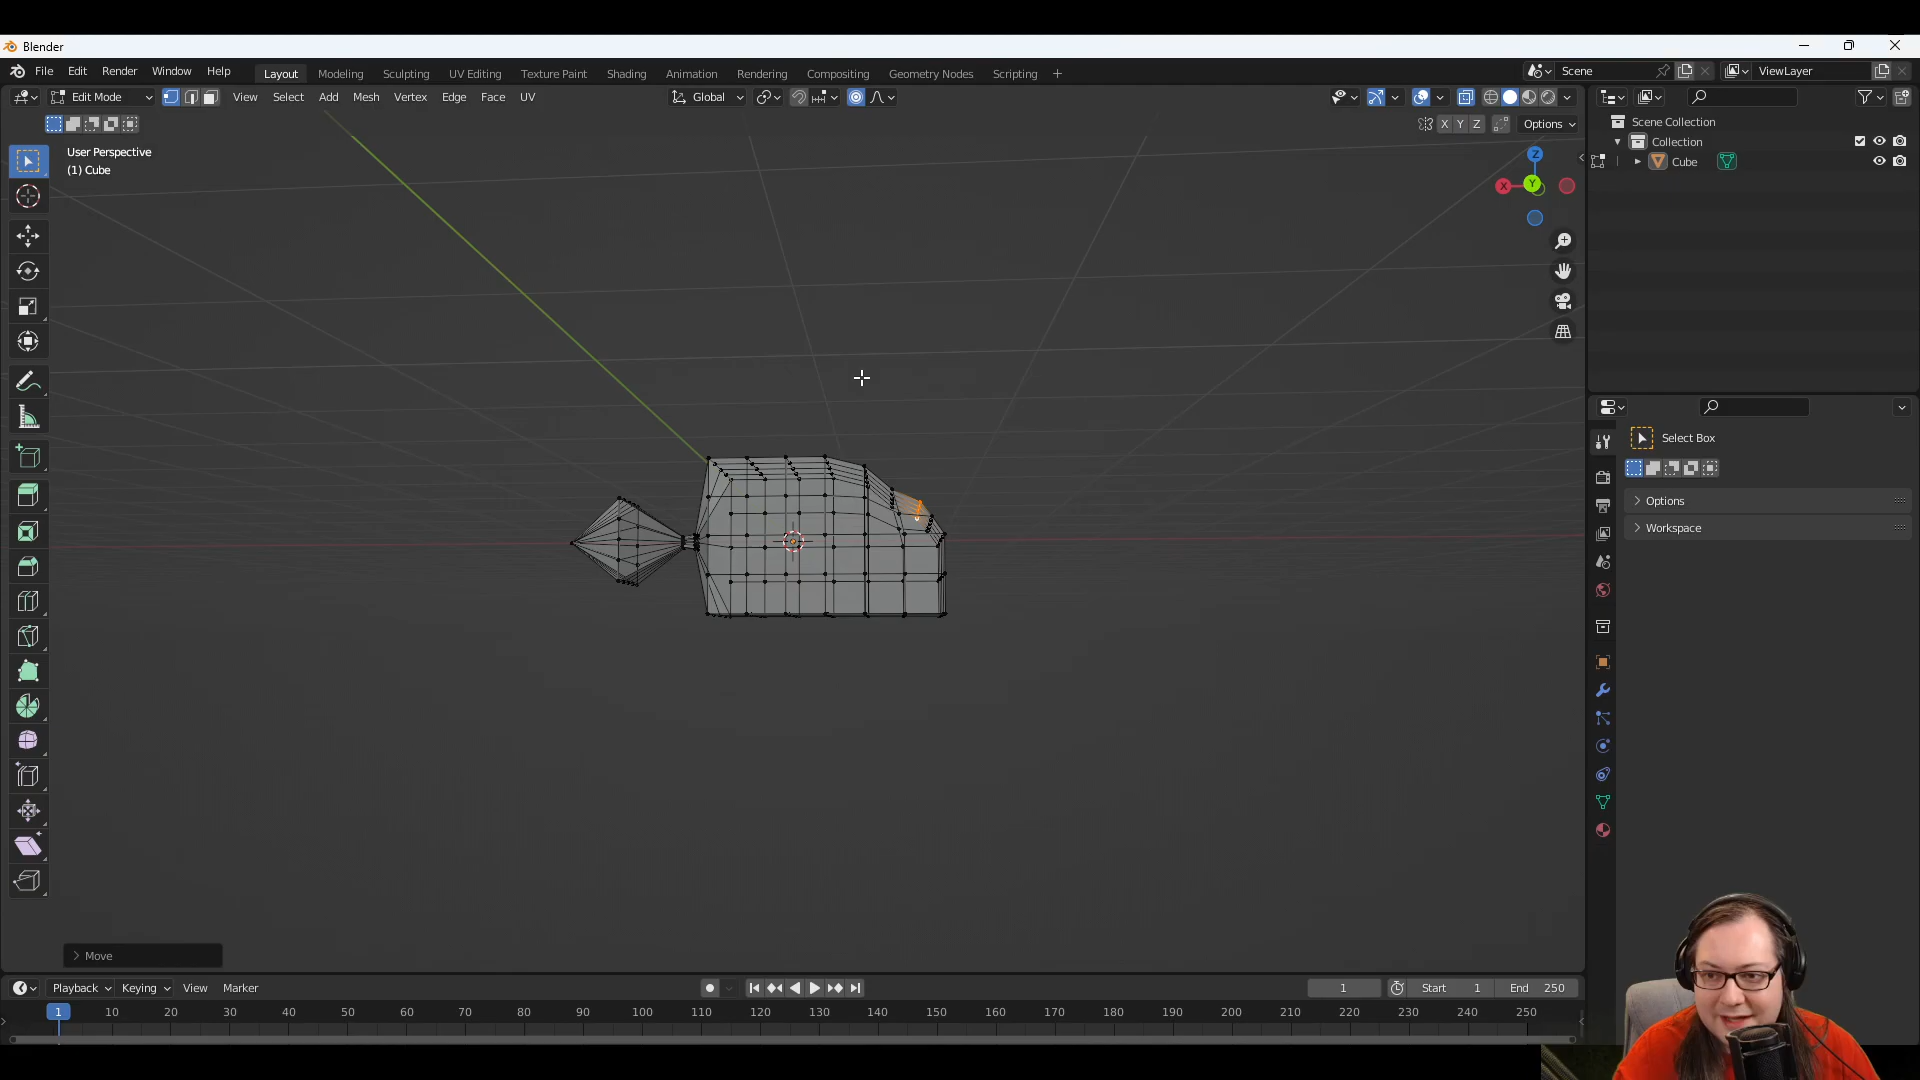 Blender
File Edit Render Window Help
Layout Modeling Sculpting UV Editing Texture Paint Shading Animation Rendering Compositing Geometry Nodes Scripting +
Scene
ViewLayer
Edit Mode View Select Add Mesh Vertex Edge Face UV
Global
X Y Z Options
User Perspective
(1) Cube
Z
X Y
Scene Collection
Collection
Cube
Select Box
Options
Workspace
Move
Playback Keying View Marker
1 Start 1 End 250
1 10 20 30 40 50 60 70 80 90 100 110 120 130 140 150 160 170 180 190 200 210 220 230 240 250